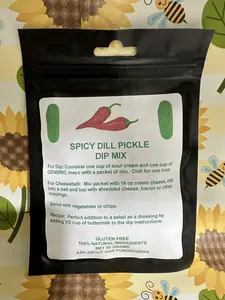 SPICY DILL PICKLE
DIP MIX
For Dip: Combine one cup of sour cream and one cup of
GENERIC mayo with a packet of mix. Chill for one hour
For Cheeseball: Mix packet with 16 oz cream cheese, roll
into a ball and top with shredded cheese, bacon or other
toppings.
Serve with vegetables or chips.
Recipe: Perfect addition to a salad as a dressing by
adding 1/2 cup of buttermilk to the dip instructions.
GLUTEN FREE
100% NATURAL INGREDIENTS
NET 30 GRAMS
ASK ABOUT OUR FUNDRAISERS